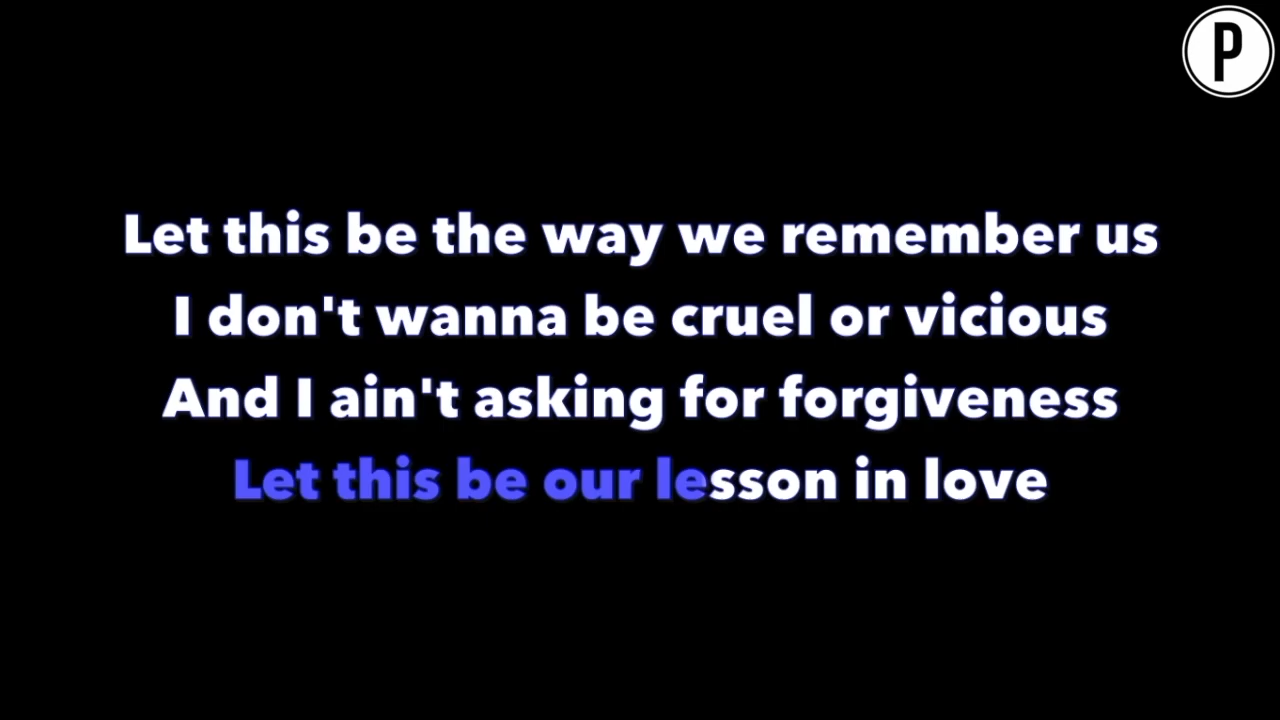 P
Let this be the way we remember us
I don't wanna be cruel or vicious
And I ain't asking for forgiveness
Let this be our lesson in love